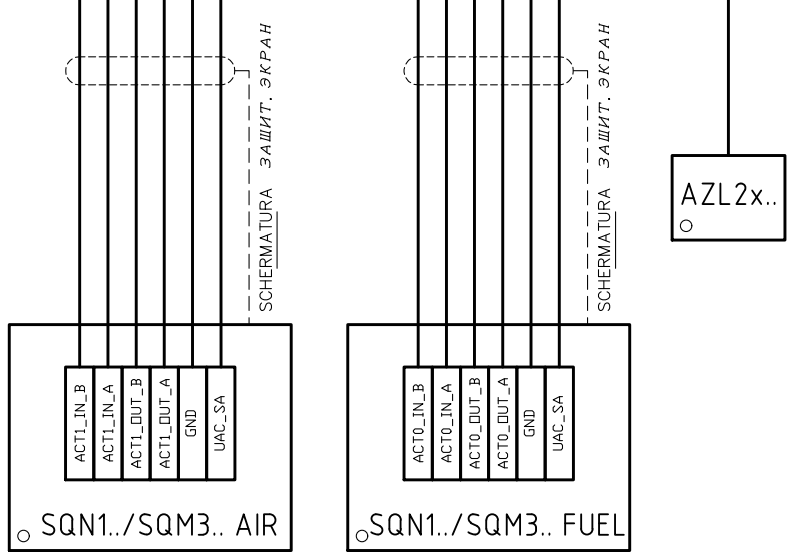 SCHERMATURA ЗАЩИТ. ЭКРАН
SCHERMATURA ЗАЩИТ. ЭКРАН
AZL2x..
ACT1_IN_B
ACT1_IN_A
ACT1_OUT_B
ACT1_OUT_A
GND
UAC_SA
SQN1../SQM3.. AIR
ACT0_IN_B
ACT0_IN_A
ACT0_OUT_B
ACT0_OUT_A
GND
UAC_SA
SQN1../SQM3.. FUEL